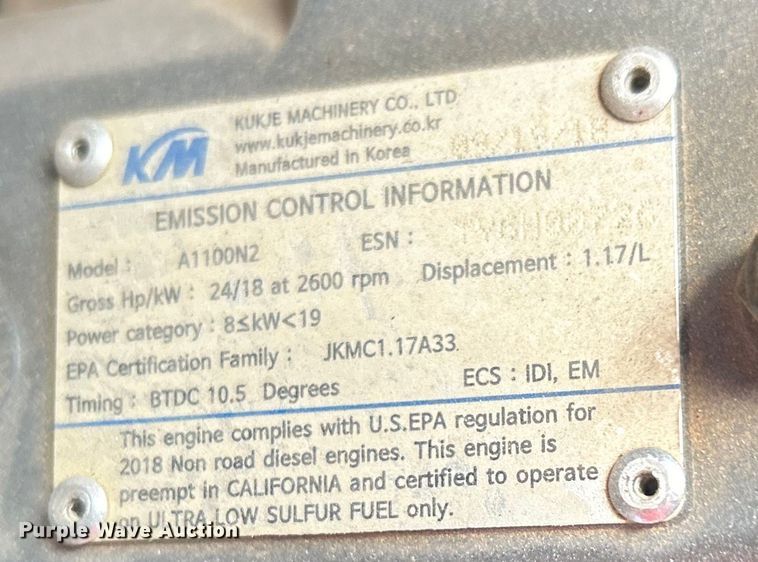 KM
KUKJE MACHINERY CO., LTD
www.kukjemachinery.co.kr
Manufactured in Korea
EMISSION CONTROL INFORMATION
Model : A1100N2 ESN :
Gross Hp/kW : 24/18 at 2600 rpm Displacement : 1.17/L
Power category : 8≤kW<19
EPA Certification Family : JKMC1.17A33
Timing : BTDC 10.5 Degrees ECS : IDI, EM
This engine complies with U.S.EPA regulation for
2018 Non road diesel engines. This engine is
preempt in CALIFORNIA and certified to operate
on ULTRA LOW SULFUR FUEL only.
Purple Wave Auction